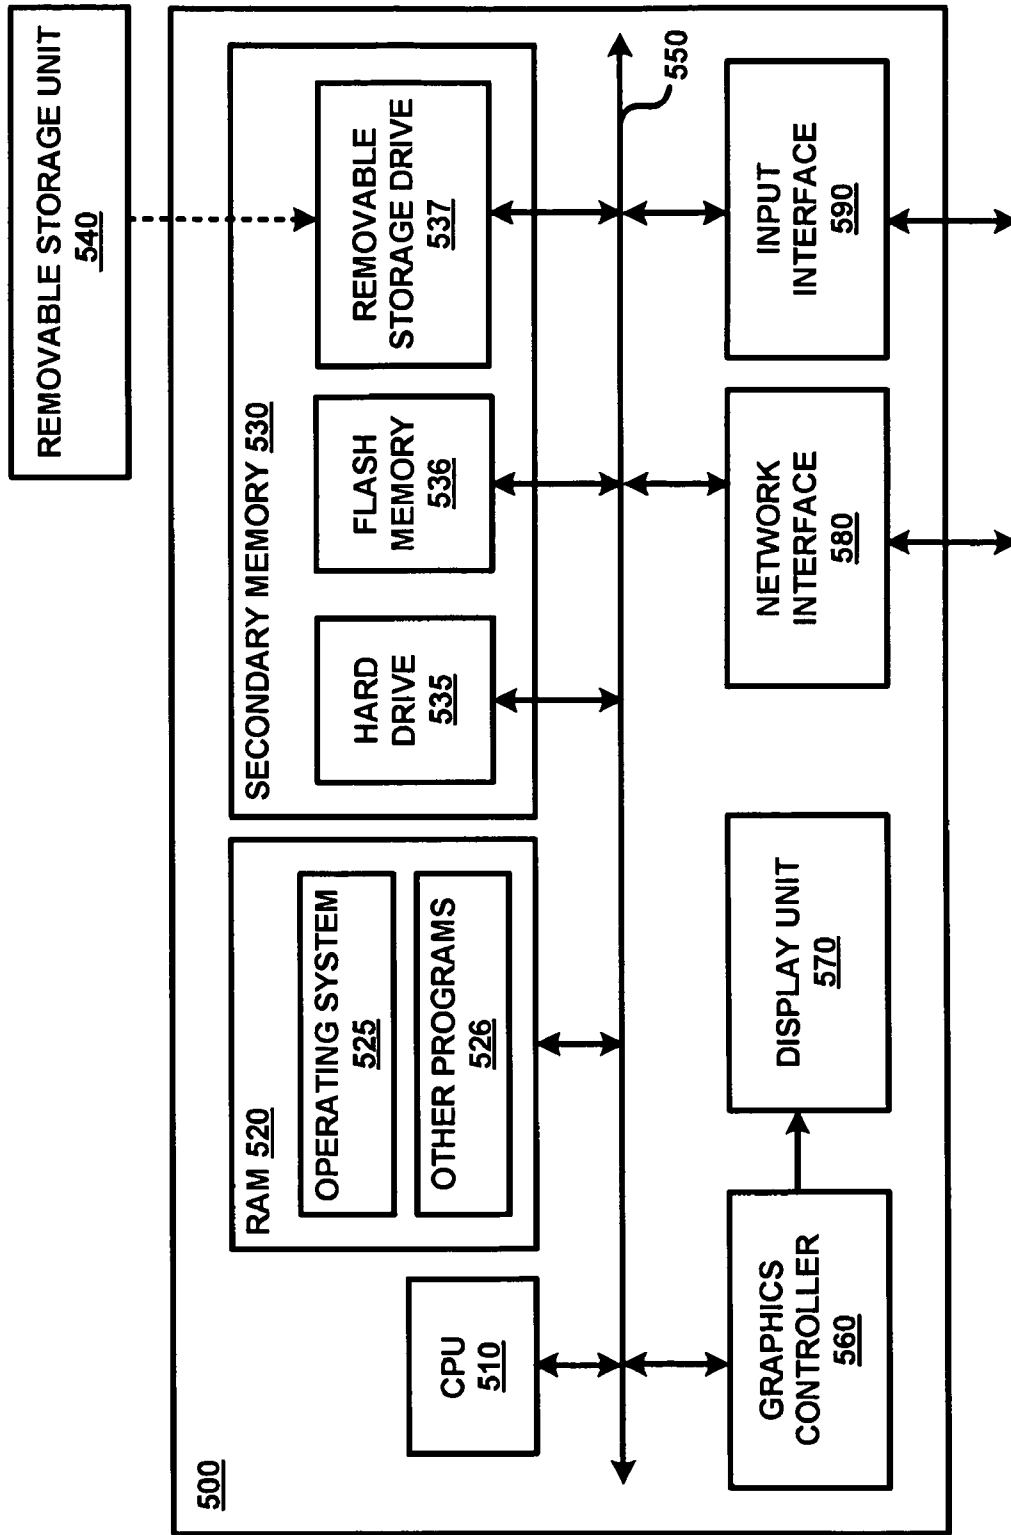 REMOVABLE STORAGE UNIT
540
500
CPU
510
RAM 520
OPERATING SYSTEM
525
OTHER PROGRAMS
526
SECONDARY MEMORY 530
HARD
DRIVE
535
FLASH
MEMORY
536
REMOVABLE
STORAGE DRIVE
537
550
GRAPHICS
CONTROLLER
560
DISPLAY UNIT
570
NETWORK
INTERFACE
580
INPUT
INTERFACE
590